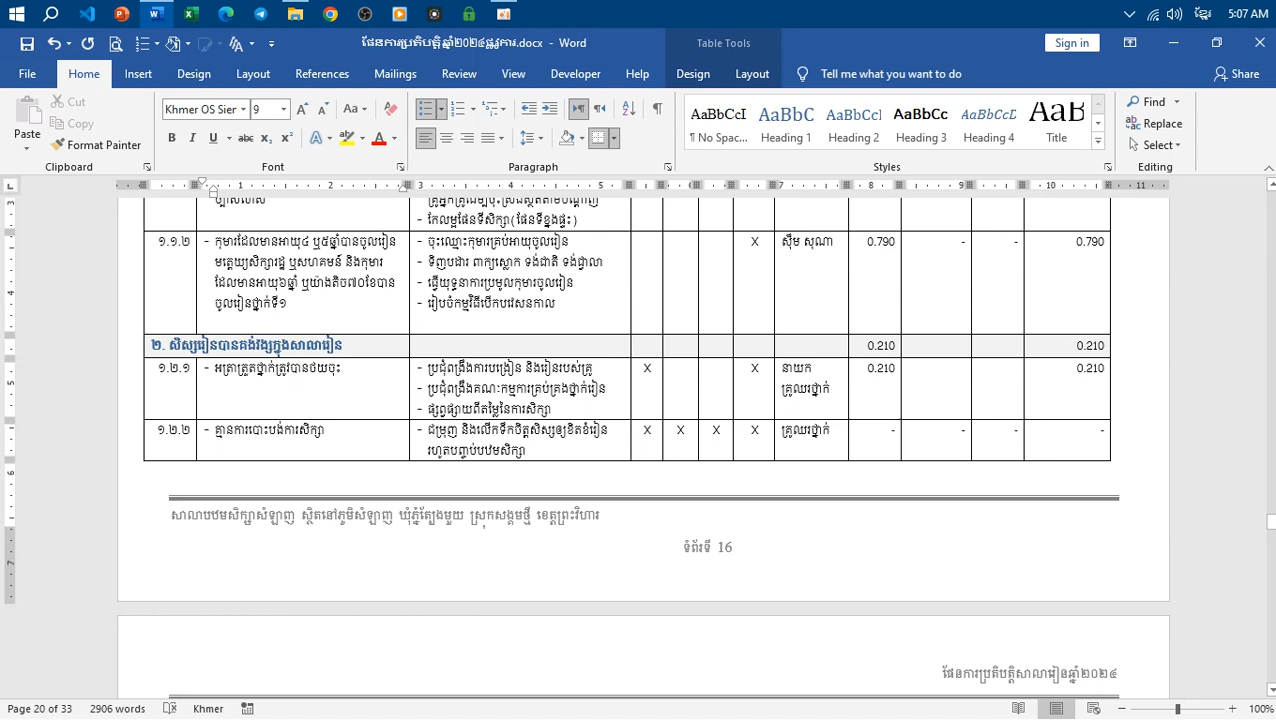 5:07 AM
ផែនការប្រតិបត្តិឆ្នាំ២០២៤ផ្លូវការ.docx - Word
Table Tools
Sign in
File Home Insert Design Layout References Mailings Review View Developer Help Design Layout Tell me what you want to do Share
Paste
Cut
Copy
Format Painter
Clipboard
Khmer OS Sier 9
Font
Paragraph
AaBbCcI AaBbC AaBbCcI AaBbCc AaBbCcI AaB
¶ No Spac... Heading 1 Heading 2 Heading 3 Heading 4 Title
Styles
Find
Replace
Select
Editing
1 2 3 4 5 6 7 8 9 10 11
- កែលម្អផែនទីសិក្សា(ផែនទីខ្នងផ្ទះ)
១.១.២ - កុមារដែលមានអាយុ៤ ឬ៥ឆ្នាំបានចូលរៀន - ចុះឈ្មោះកុមារគ្រប់អាយុចូលរៀន X ស៊ឹម សុណា 0.790 - - 0.790
មត្តេយ្យសិក្សារដ្ឋ ឬសហគមន៍ និងកុមារ - ទិញបដារ ពាក្យស្លោក ទង់ជាតិ ទង់ជ្វាលា
ដែលមានអាយុ៦ឆ្នាំ ឬយ៉ាងតិច៧០ខែបាន - ធ្វើយុទ្ធនាការប្រមូលកុមារចូលរៀន
ចូលរៀនថ្នាក់ទី១ - រៀបចំកម្មវិធីបើកបវេសនកាល
២. សិស្សរៀនបានគង់វង្សក្នុងសាលារៀន 0.210 0.210
១.២.១ - អត្រាត្រួតថ្នាក់ត្រូវបានថយចុះ - ប្រជុំពង្រឹងការបង្រៀន និងរៀនរបស់គ្រូ X X នាយក 0.210 0.210
- ប្រជុំពង្រឹងគណៈកម្មការគ្រប់គ្រងថ្នាក់រៀន គ្រូឈរថ្នាក់
- ផ្សព្វផ្សាយពីតម្លៃនៃការសិក្សា
១.២.២ - គ្មានការបោះបង់ការសិក្សា - ជម្រុញ និងលើកទឹកចិត្តសិស្សឲ្យខិតខំរៀន X X X X គ្រូឈរថ្នាក់ - - - -
រហូតបញ្ចប់បឋមសិក្សា
សាលាបឋមសិក្សាសំឡាញ ស្ថិតនៅភូមិសំឡាញ ឃុំភ្នំត្បែងមួយ ស្រុកសង្គមថ្មី ខេត្តព្រះវិហារ
ទំព័រទី 16
ផែនការប្រតិបត្តិសាលារៀនឆ្នាំ២០២៤
Page 20 of 33 2906 words Khmer 100%